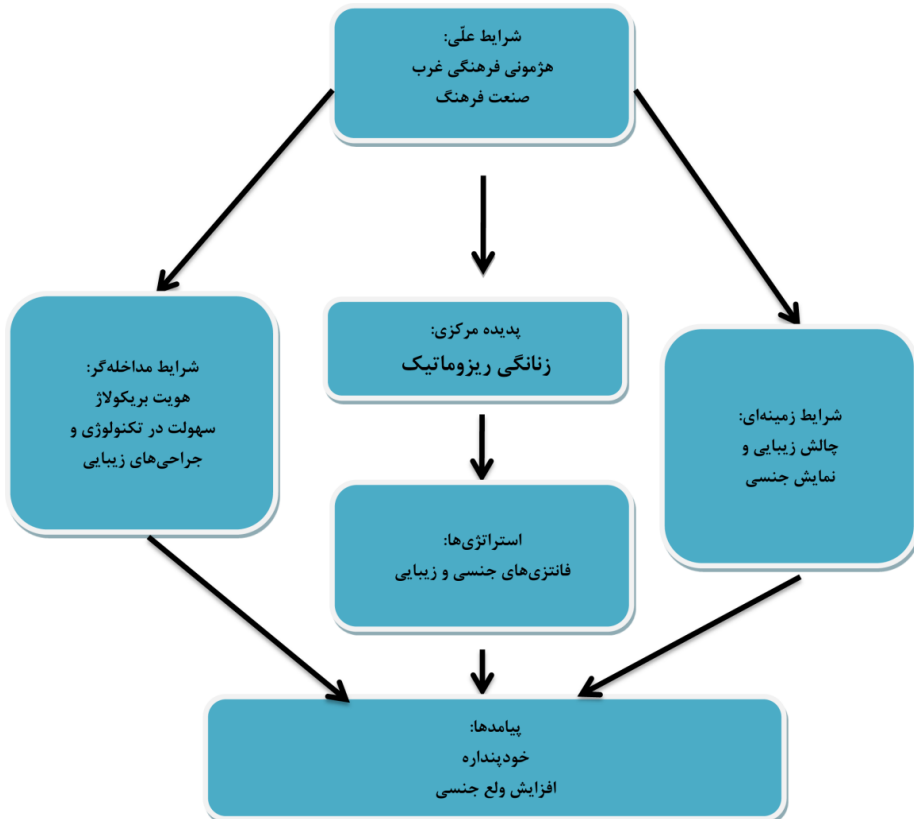 شرایط علّی:
هژمونی فرهنگی غرب
صنعت فرهنگ
پدیده مرکزی:
زنانگی ریزوماتیک
شرایط زمینه‌ای:
چالش زیبایی و
نمایش جنسی
شرایط مداخله‌گر:
هویت بریکولاژ
سهولت در تکنولوژی و
جراحی‌های زیبایی
استراتژی‌ها:
فانتزی‌های جنسی و زیبایی
پیامدها:
خودپنداره
افزایش ولع جنسی